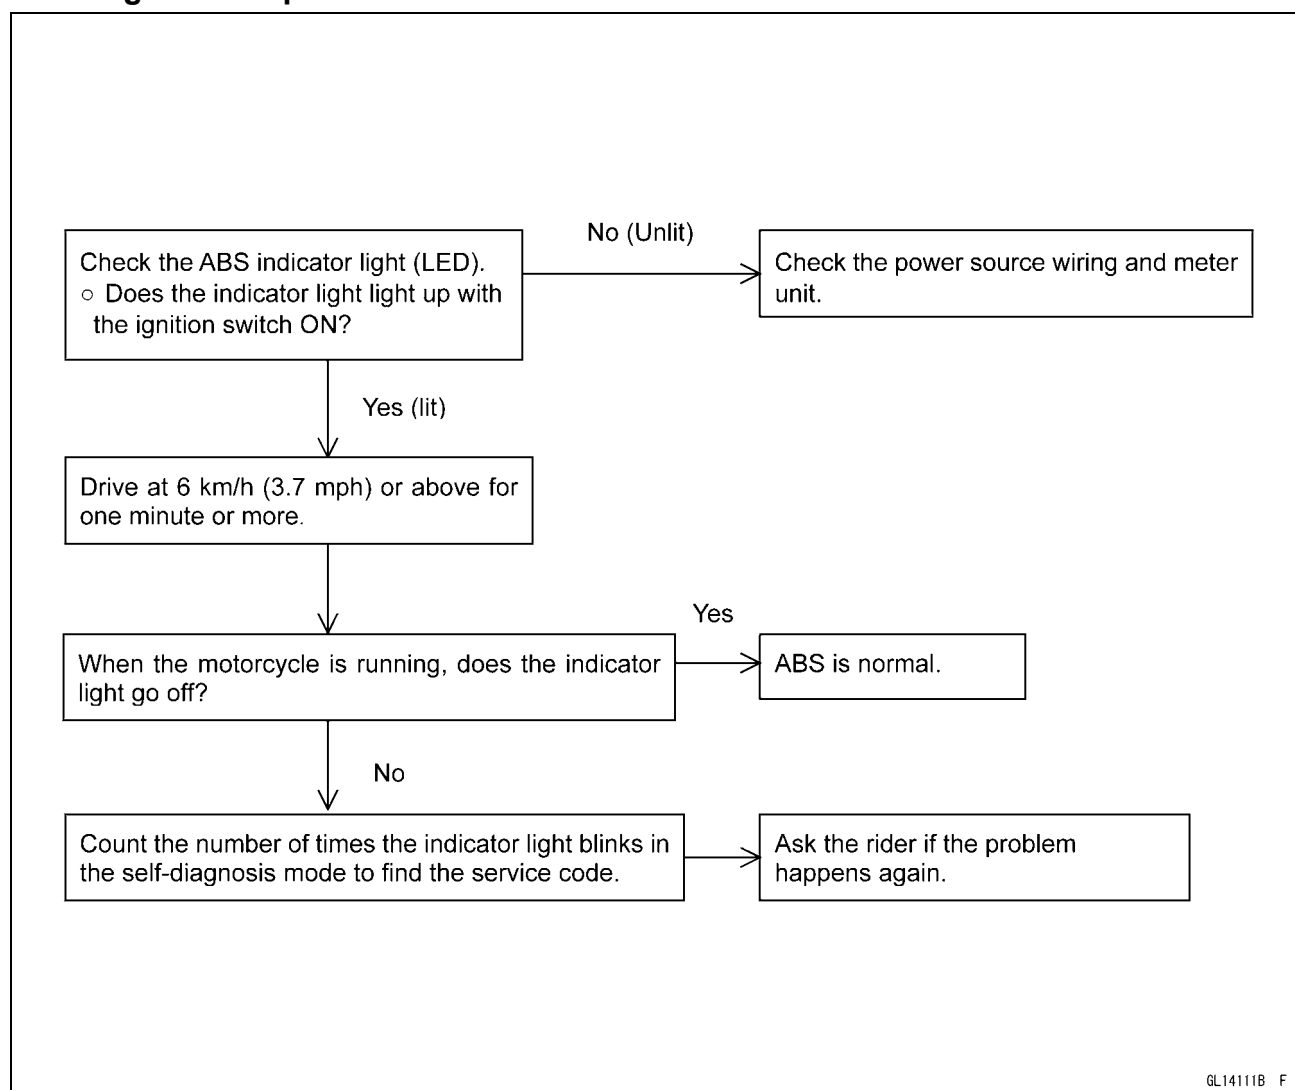 No (Unlit)
Check the ABS indicator light (LED).
○ Does the indicator light light up with
the ignition switch ON?
Check the power source wiring and meter
unit.
Yes (lit)
Drive at 6 km/h (3.7 mph) or above for
one minute or more.
Yes
When the motorcycle is running, does the indicator
light go off?
ABS is normal.
No
Count the number of times the indicator light blinks in
the self-diagnosis mode to find the service code.
Ask the rider if the problem
happens again.
GL14111B F